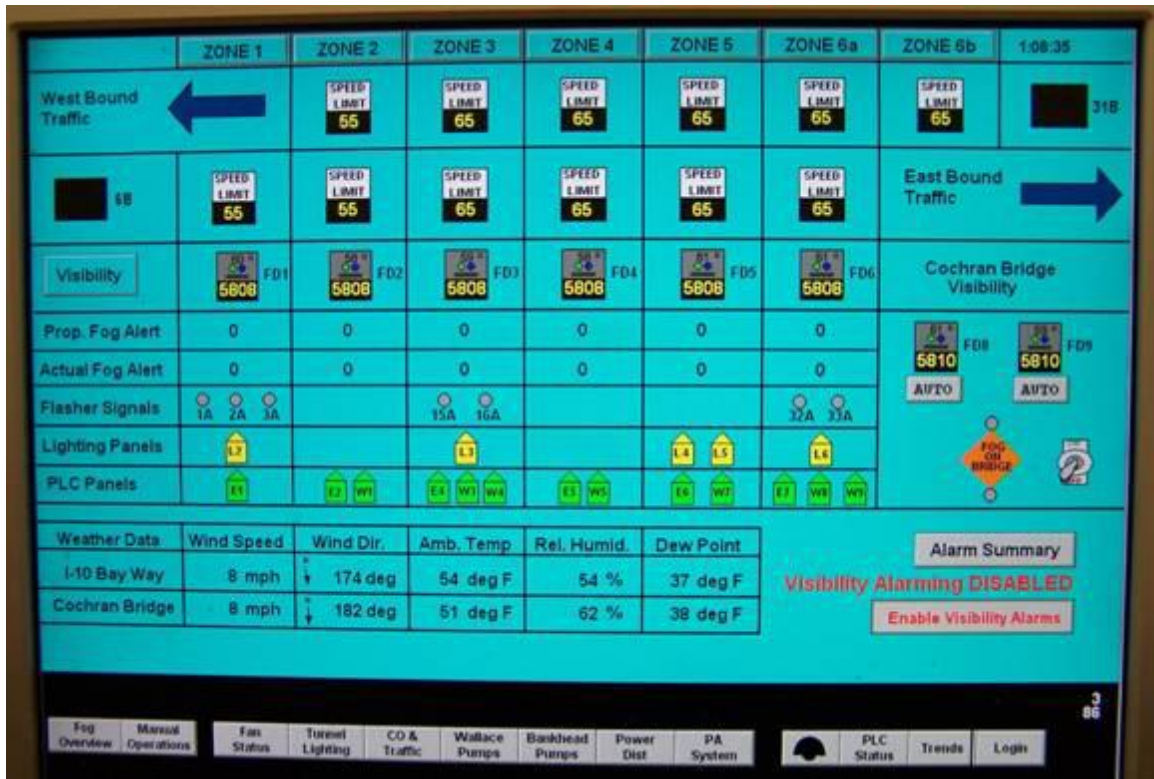 ZONE 1 ZONE 2 ZONE 3 ZONE 4 ZONE 5 ZONE 6a ZONE 6b 1:08:35
West Bound
Traffic
SPEED SPEED SPEED SPEED SPEED SPEED
LIMIT LIMIT LIMIT LIMIT LIMIT LIMIT
55 65 65 65 65 65
31B
6B
SPEED SPEED SPEED SPEED SPEED SPEED
LIMIT LIMIT LIMIT LIMIT LIMIT LIMIT
55 55 65 65 65 65
East Bound
Traffic
Visibility
FD1 FD2 FD3 FD4 FD5 FD6
5808 5808 5808 5808 5808 5808
Cochran Bridge
Visibility
Prop. Fog Alert 0 0 0 0 0 0
Actual Fog Alert 0 0 0 0 0 0
FD8 FD9
5810 5810
AUTO AUTO
Flasher Signals 1A 2A 3A 15A 16A 32A 33A
Lighting Panels L2 L3 L4 L5 L6
FOG
ON
BRIDGE
PLC Panels E1 E2 W1 E4 W3 W4 E5 W5 E6 W7 E7 W8 W9
Weather Data Wind Speed Wind Dir. Amb. Temp Rel. Humid. Dew Point
I-10 Bay Way 8 mph 174 deg 54 deg F 54 % 37 deg F
Cochran Bridge 8 mph 182 deg 51 deg F 62 % 38 deg F
Alarm Summary
Visibility Alarming DISABLED
Enable Visibility Alarms
3
86
Fog Manual Fan Tunnel CO & Wallace Bankhead Power PA PLC Trends Login
Overview Operations Status Lighting Traffic Pumps Pumps Dist System Status